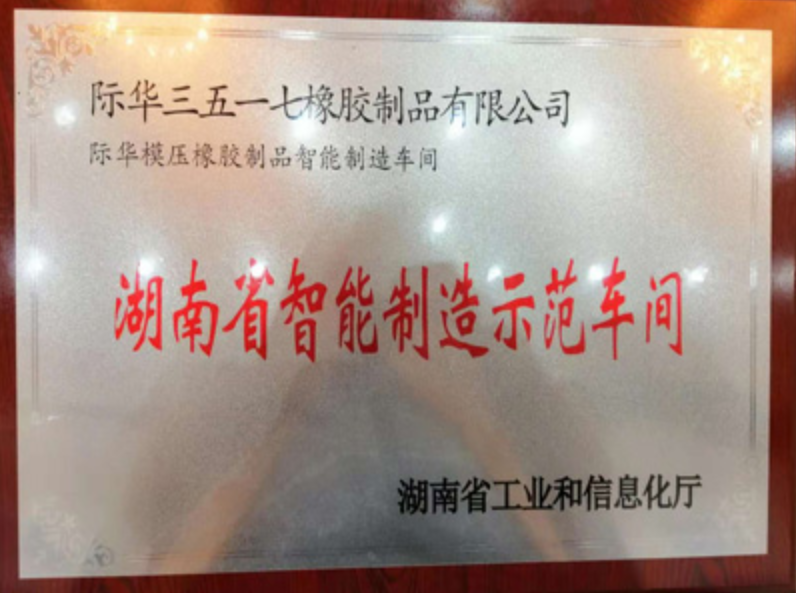 际华三五一七橡胶制品有限公司
际华模压橡胶制品智能制造车间
湖南省智能制造示范车间
湖南省工业和信息化厅